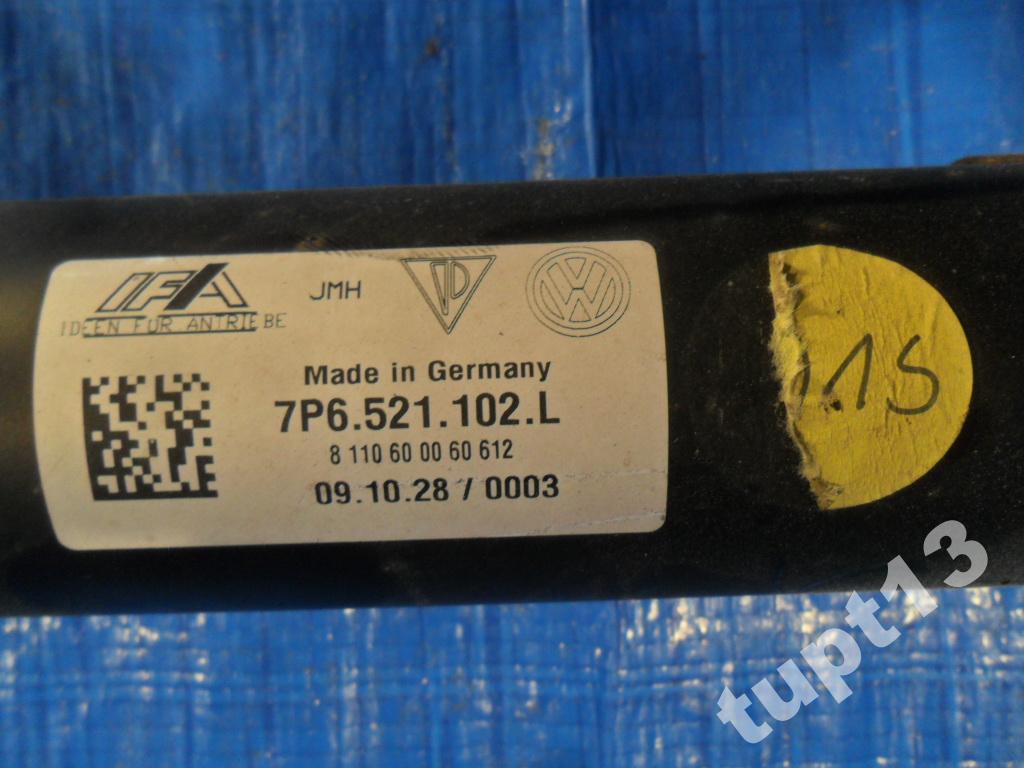 IFA
IDEEN FÜR ANTRIEBE
JMH
VW
Made in Germany
7P6.521.102.L
8 110 60 00 60 612
09.10.28 / 0003
tupt13